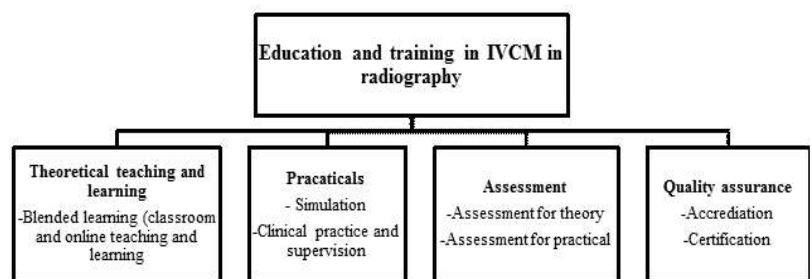 Education and training in IVCM in
radiography
Theoretical teaching and
learning
-Blended learning (classroom
and online teaching and
learning
Pracaticals
- Simulation
-Clinical practice and
supervision
Assessment
-Assessment for theory
-Assessment for practical
Quality assurance
-Accrediation
-Certification